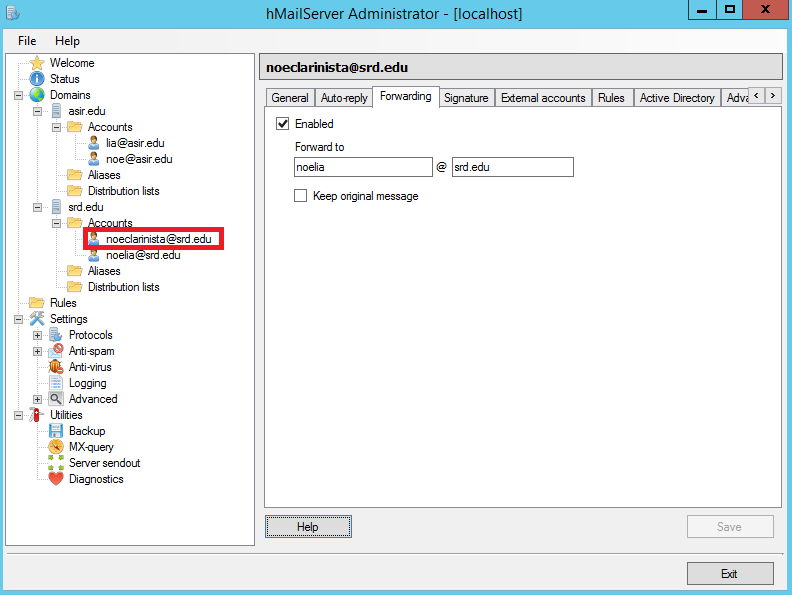 hMailServer Administrator - [localhost]
File Help
Welcome
Status
Domains
asir.edu
Accounts
lia@asir.edu
noe@asir.edu
Aliases
Distribution lists
srd.edu
Accounts
noeclarinista@srd.edu
noelia@srd.edu
Aliases
Distribution lists
Rules
Settings
Protocols
Anti-spam
Anti-virus
Logging
Advanced
Utilities
Backup
MX-query
Server sendout
Diagnostics
noeclarinista@srd.edu
General Auto-reply Forwarding Signature External accounts Rules Active Directory Adva
Enabled
Forward to
noelia @ srd.edu
Keep original message
Help Save
Exit